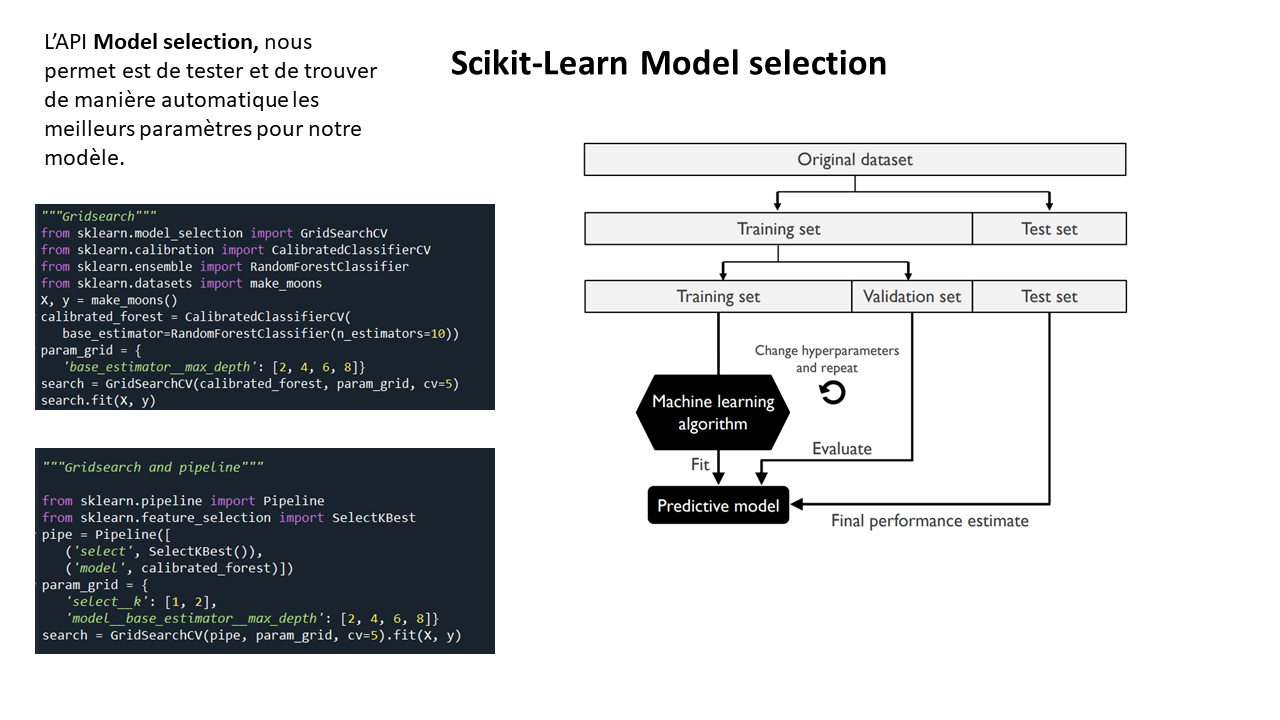 L’API Model selection, nous
permet est de tester et de trouver
de manière automatique les
meilleurs paramètres pour notre
modèle.
Scikit-Learn Model selection
"""Gridsearch"""
from sklearn.model_selection import GridSearchCV
from sklearn.calibration import CalibratedClassifierCV
from sklearn.ensemble import RandomForestClassifier
from sklearn.datasets import make_moons
X, y = make_moons()
calibrated_forest = CalibratedClassifierCV(
base_estimator=RandomForestClassifier(n_estimators=10))
param_grid = {
'base_estimator__max_depth': [2, 4, 6, 8]}
search = GridSearchCV(calibrated_forest, param_grid, cv=5)
search.fit(X, y)
"""Gridsearch and pipeline"""
from sklearn.pipeline import Pipeline
from sklearn.feature_selection import SelectKBest
pipe = Pipeline([
('select', SelectKBest()),
('model', calibrated_forest)])
param_grid = {
'select__k': [1, 2],
'model__base_estimator__max_depth': [2, 4, 6, 8]}
search = GridSearchCV(pipe, param_grid, cv=5).fit(X, y)
Original dataset
Training set
Test set
Training set
Validation set
Test set
Change hyperparameters
and repeat
Machine learning
algorithm
Evaluate
Fit
Predictive model
Final performance estimate